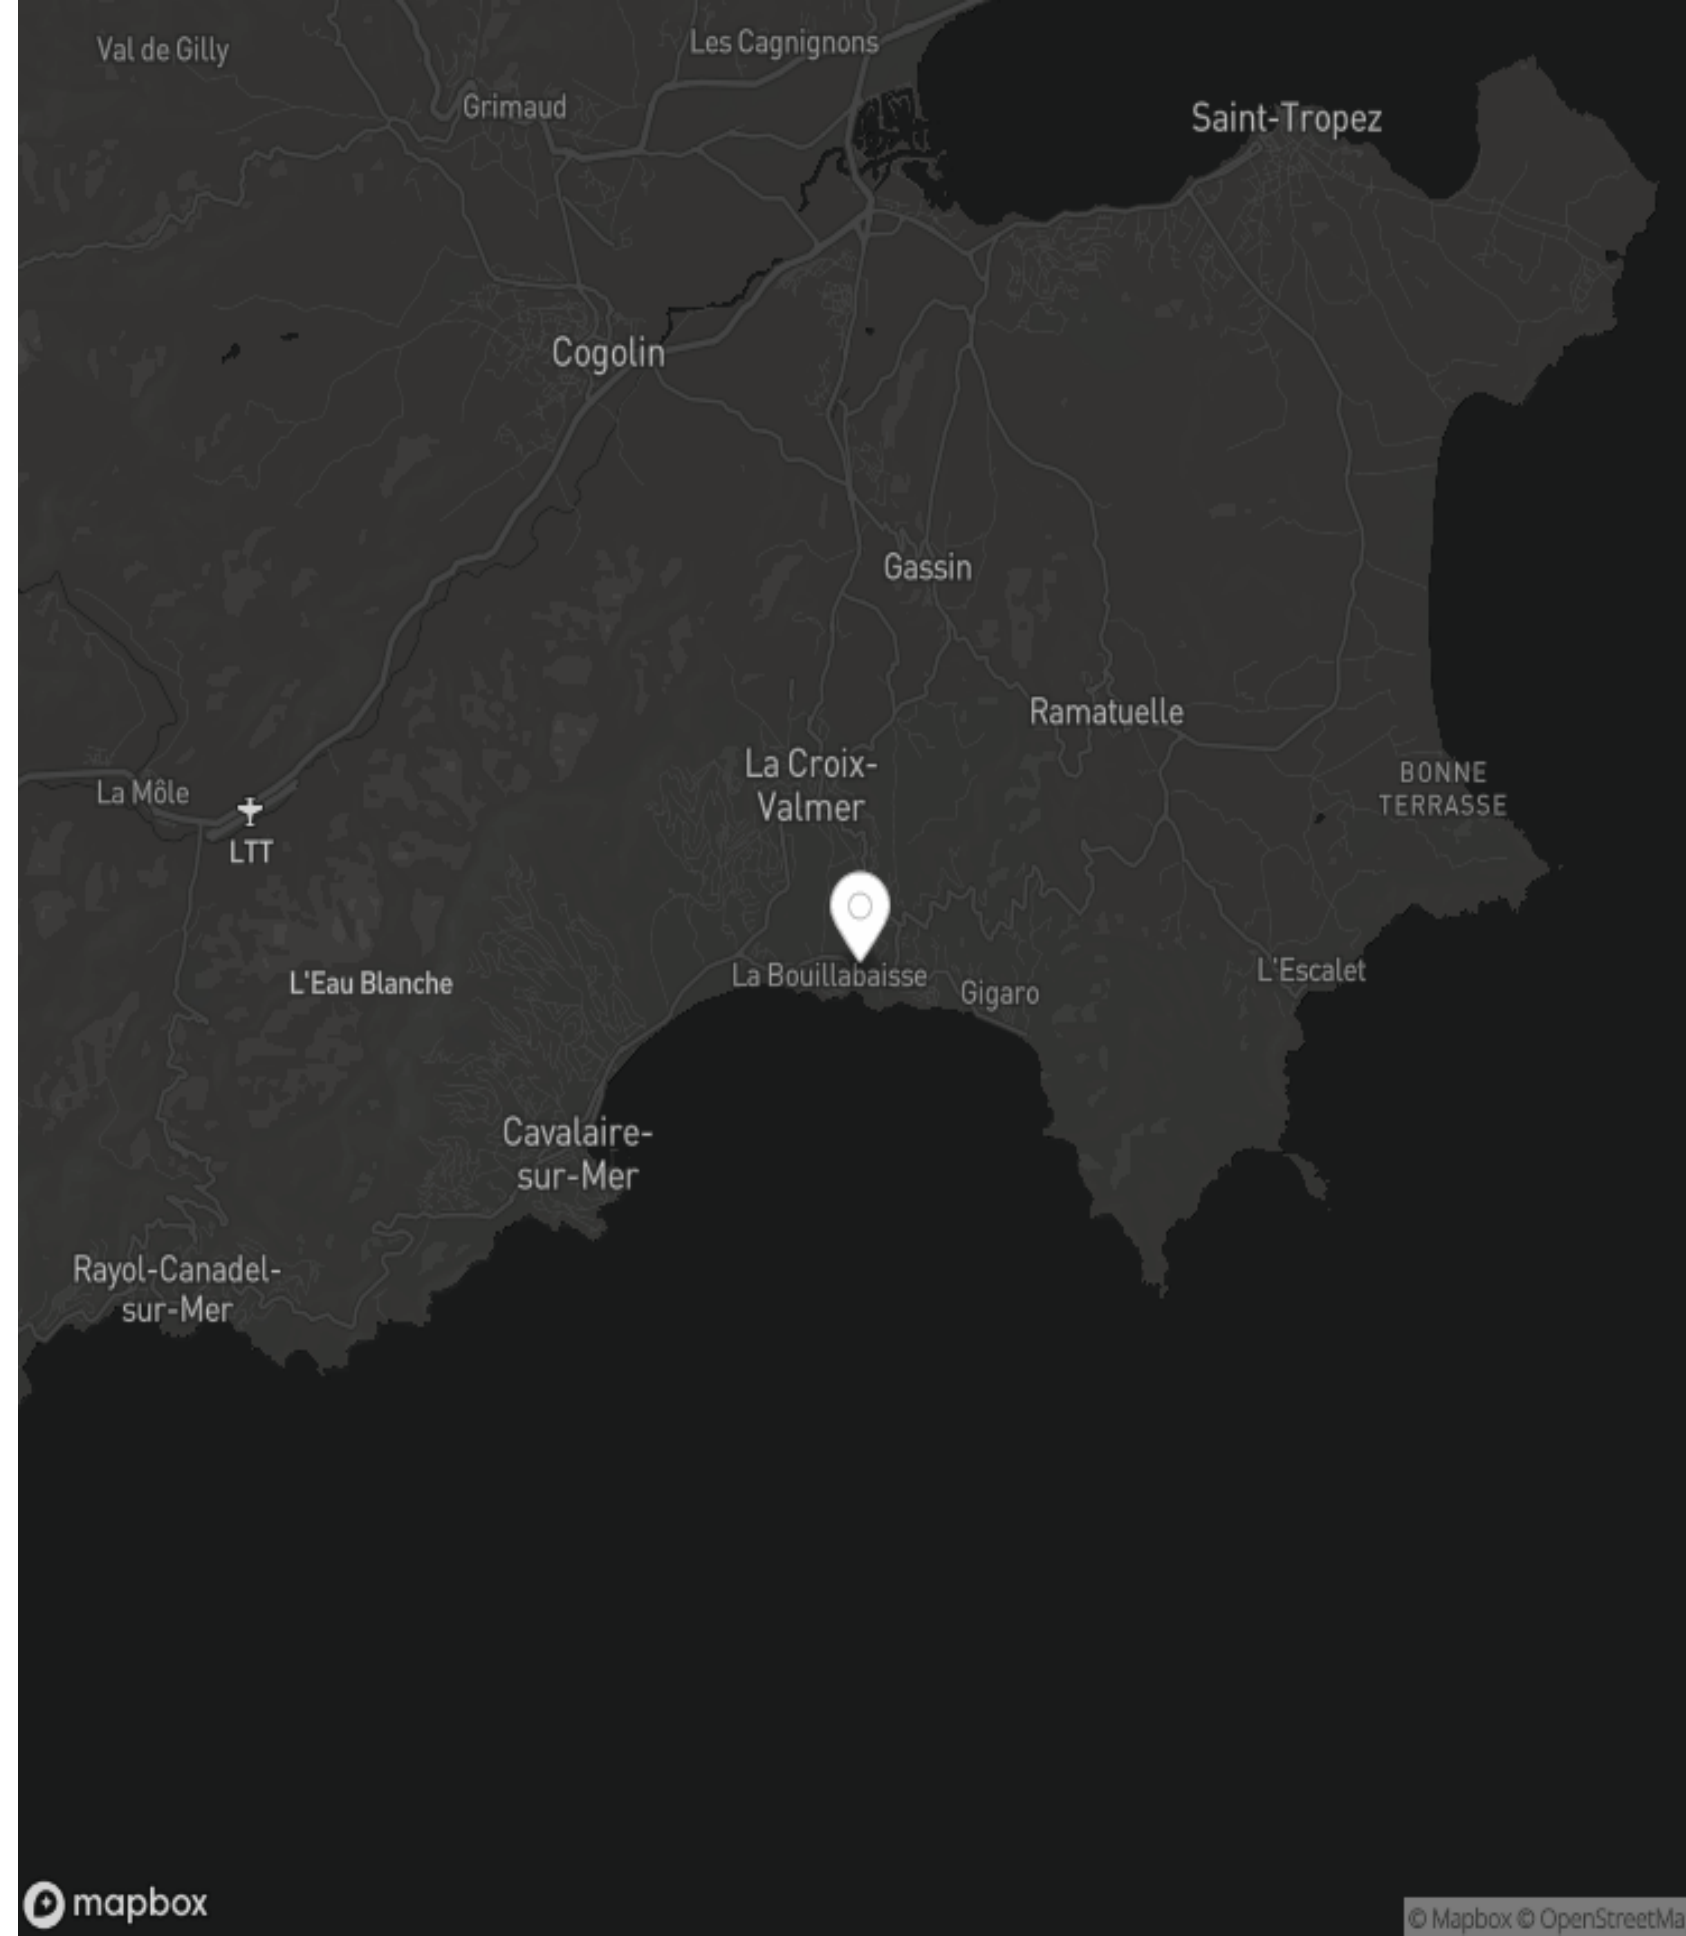 Val de Gilly
Les Cagnignons
Grimaud
Saint-Tropez
Cogolin
Gassin
Ramatuelle
La Croix-
Valmer
BONNE
TERRASSE
La Môle
LTT
La Bouillabaisse
L'Eau Blanche
Gigaro
L'Escalet
Cavalaire-
sur-Mer
Rayol-Canadel-
sur-Mer
mapbox
© Mapbox © OpenStreetMa